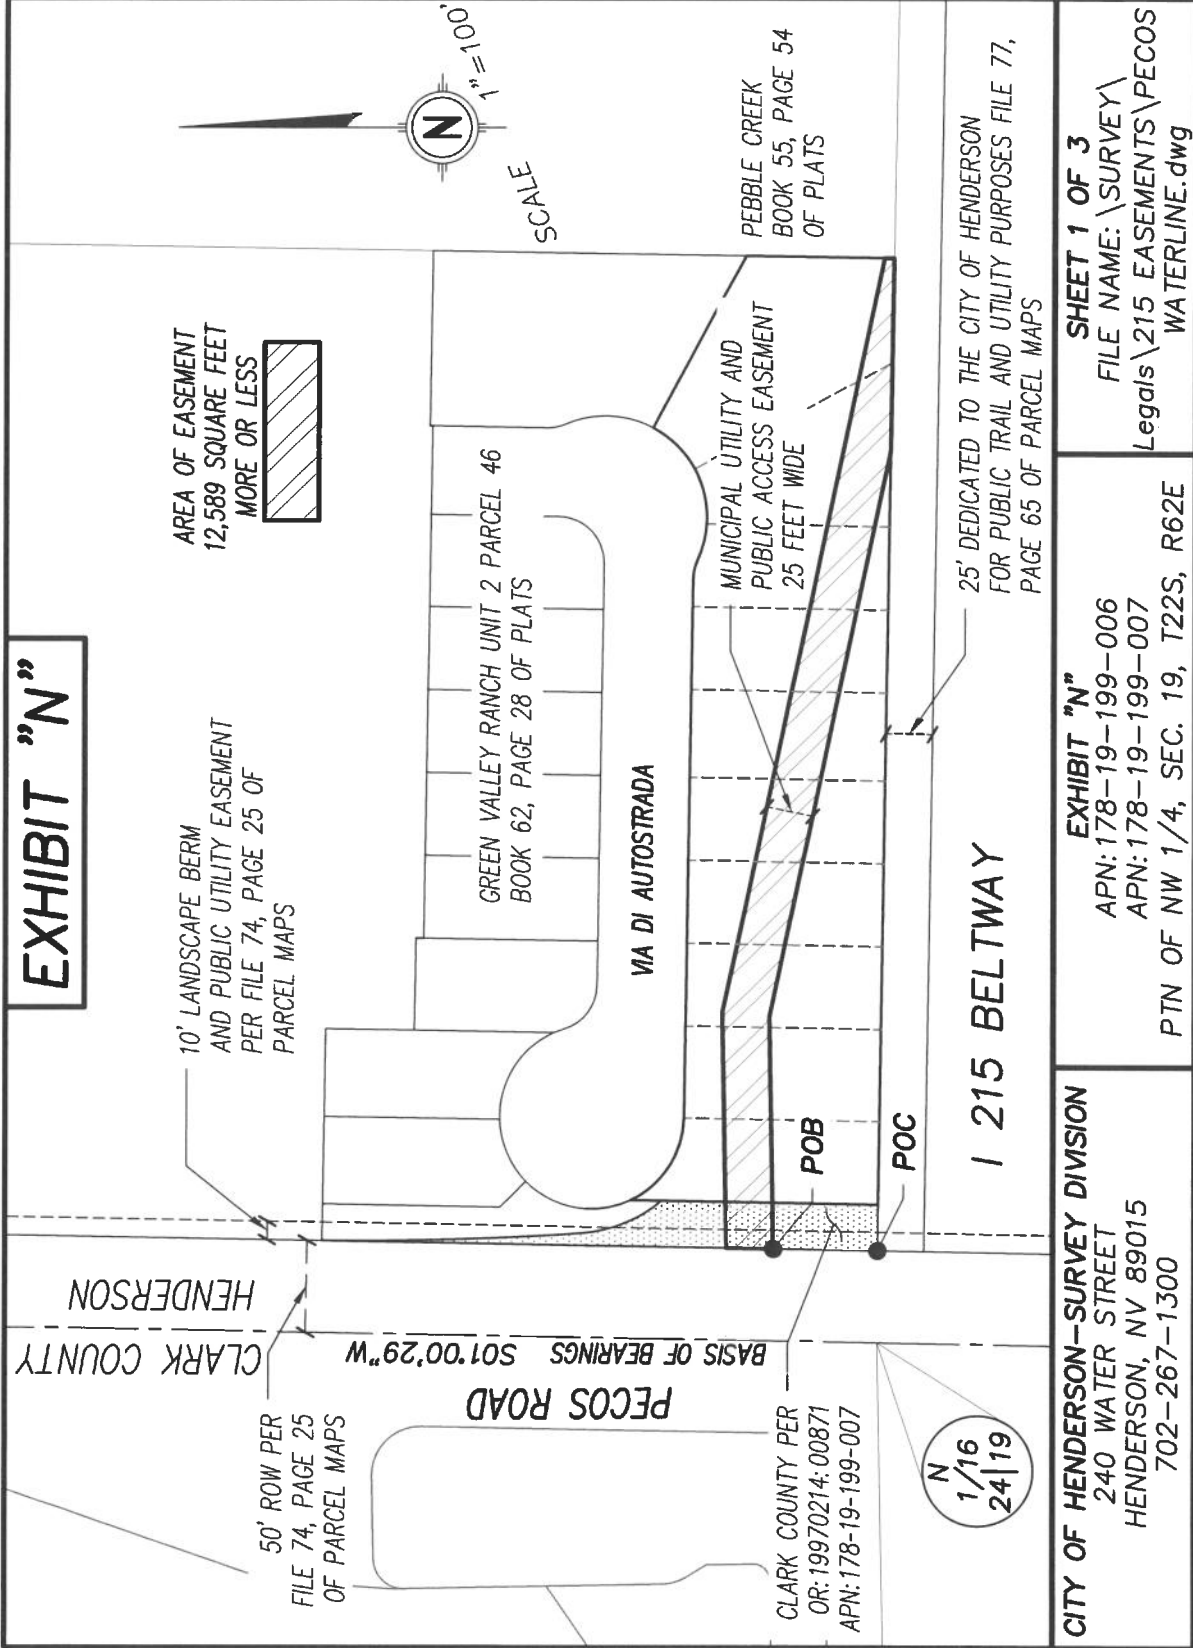 EXHIBIT "N"
10' LANDSCAPE BERM
AND PUBLIC UTILITY EASEMENT
PER FILE 74, PAGE 25 OF
PARCEL MAPS
AREA OF EASEMENT
12,589 SQUARE FEET
MORE OR LESS
N
SCALE
1"=100'
50' ROW PER
FILE 74, PAGE 25
OF PARCEL MAPS
CLARK COUNTY
HENDERSON
BASIS OF BEARINGS S01°00'29"W
PECOS ROAD
GREEN VALLEY RANCH UNIT 2 PARCEL 46
BOOK 62, PAGE 28 OF PLATS
VIA DI AUTOSTRADA
MUNICIPAL UTILITY AND
PUBLIC ACCESS EASEMENT
25 FEET WIDE
PEBBLE CREEK
BOOK 55, PAGE 54
OF PLATS
CLARK COUNTY PER
OR:19970214:00871
APN:178-19-199-007
POB
POC
N
1/16
24|19
I 215 BELTWAY
25' DEDICATED TO THE CITY OF HENDERSON
FOR PUBLIC TRAIL AND UTILITY PURPOSES FILE 77,
PAGE 65 OF PARCEL MAPS
CITY OF HENDERSON-SURVEY DIVISION
240 WATER STREET
HENDERSON, NV 89015
702-267-1300
EXHIBIT "N"
APN:178-19-199-006
APN:178-19-199-007
PTN OF NW 1/4, SEC. 19, T22S, R62E
SHEET 1 OF 3
FILE NAME: \SURVEY\
Legals\215 EASEMENTS\PECOS
WATERLINE.dwg